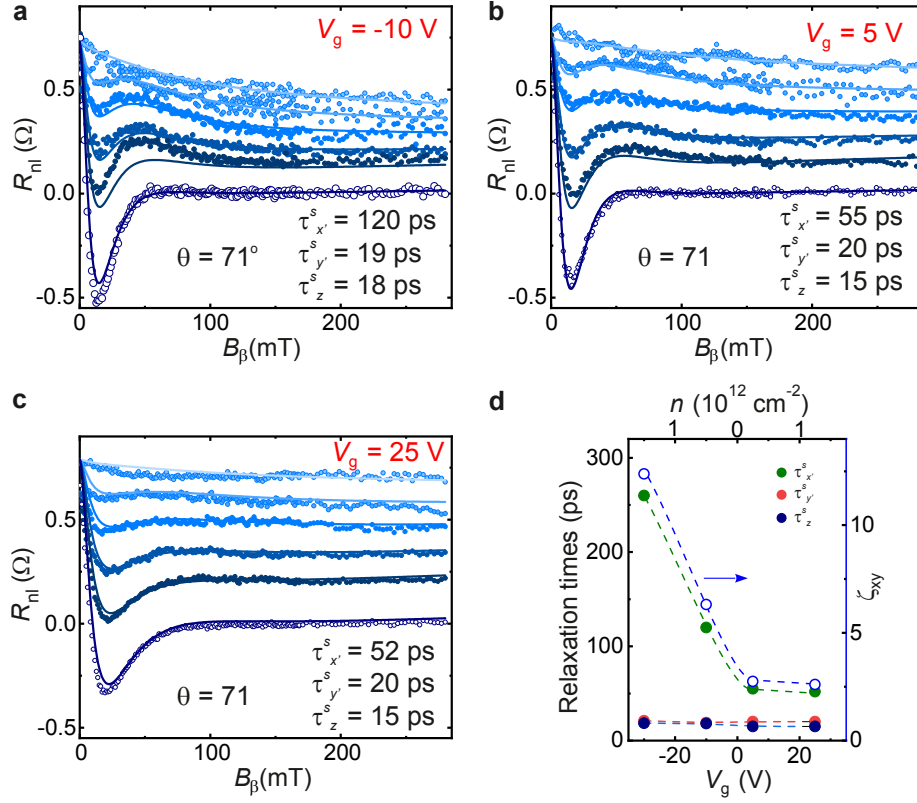 a
V_g = -10 V
0.5
0.0
-0.5
R_nl (Ω)
θ = 71°
τ^s_x' = 120 ps
τ^s_y' = 19 ps
τ^s_z = 18 ps
0 100 200
B_β(mT)
b
V_g = 5 V
0.5
0.0
-0.5
R_nl (Ω)
θ = 71
τ^s_x' = 55 ps
τ^s_y' = 20 ps
τ^s_z = 15 ps
0 100 200
B_β(mT)
c
V_g = 25 V
0.5
0.0
-0.5
R_nl (Ω)
θ = 71
τ^s_x' = 52 ps
τ^s_y' = 20 ps
τ^s_z = 15 ps
0 100 200
B_β(mT)
d
n (10^12 cm^-2)
1 0 1
300
250
200
150
100
50
0
Relaxation times (ps)
τ^s_x'
τ^s_y'
τ^s_z
10
5
0
ζ_xy
-20 0 20
V_g (V)